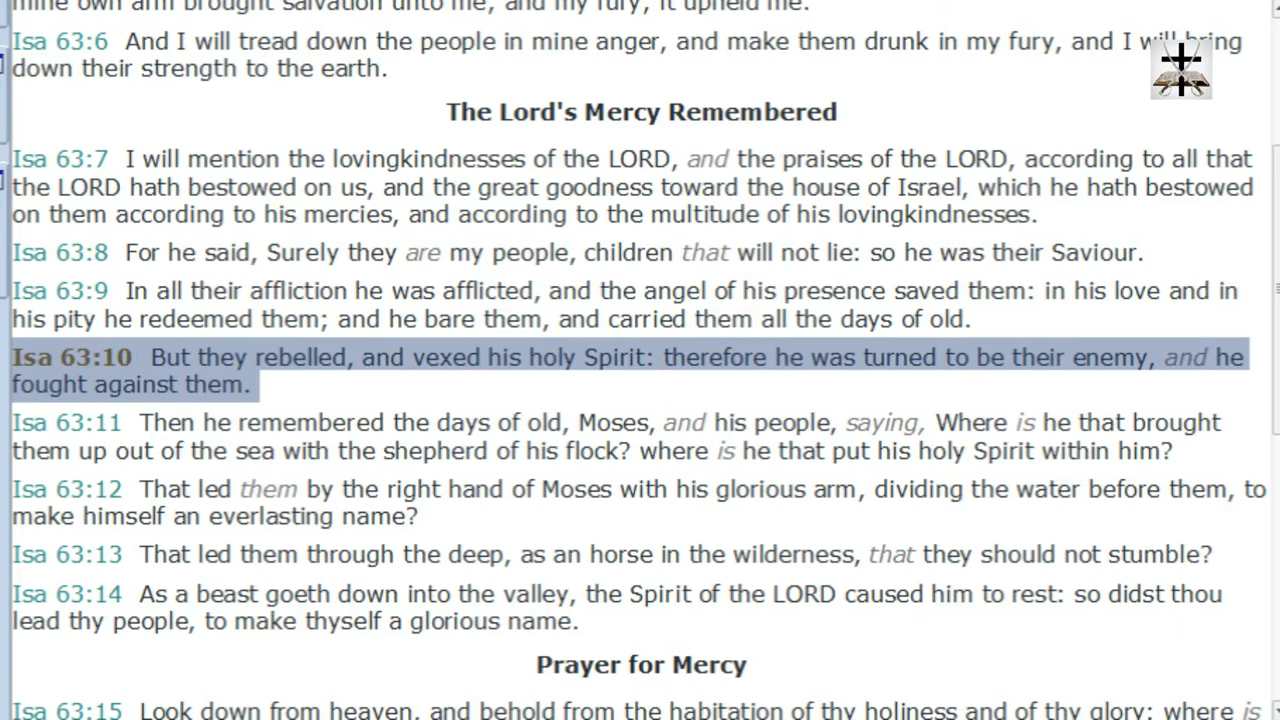 mine own arm brought salvation unto me; and my fury, it upheld me.
Isa 63:6 And I will tread down the people in mine anger, and make them drunk in my fury, and I will bring
down their strength to the earth.
The Lord's Mercy Remembered
Isa 63:7 I will mention the lovingkindnesses of the LORD, and the praises of the LORD, according to all that
the LORD hath bestowed on us, and the great goodness toward the house of Israel, which he hath bestowed
on them according to his mercies, and according to the multitude of his lovingkindnesses.
Isa 63:8 For he said, Surely they are my people, children that will not lie: so he was their Saviour.
Isa 63:9 In all their affliction he was afflicted, and the angel of his presence saved them: in his love and in
his pity he redeemed them; and he bare them, and carried them all the days of old.
Isa 63:10 But they rebelled, and vexed his holy Spirit: therefore he was turned to be their enemy, and he
fought against them.
Isa 63:11 Then he remembered the days of old, Moses, and his people, saying, Where is he that brought
them up out of the sea with the shepherd of his flock? where is he that put his holy Spirit within him?
Isa 63:12 That led them by the right hand of Moses with his glorious arm, dividing the water before them, to
make himself an everlasting name?
Isa 63:13 That led them through the deep, as an horse in the wilderness, that they should not stumble?
Isa 63:14 As a beast goeth down into the valley, the Spirit of the LORD caused him to rest: so didst thou
lead thy people, to make thyself a glorious name.
Prayer for Mercy
Isa 63:15 Look down from heaven, and behold from the habitation of thy holiness and of thy glory: where is